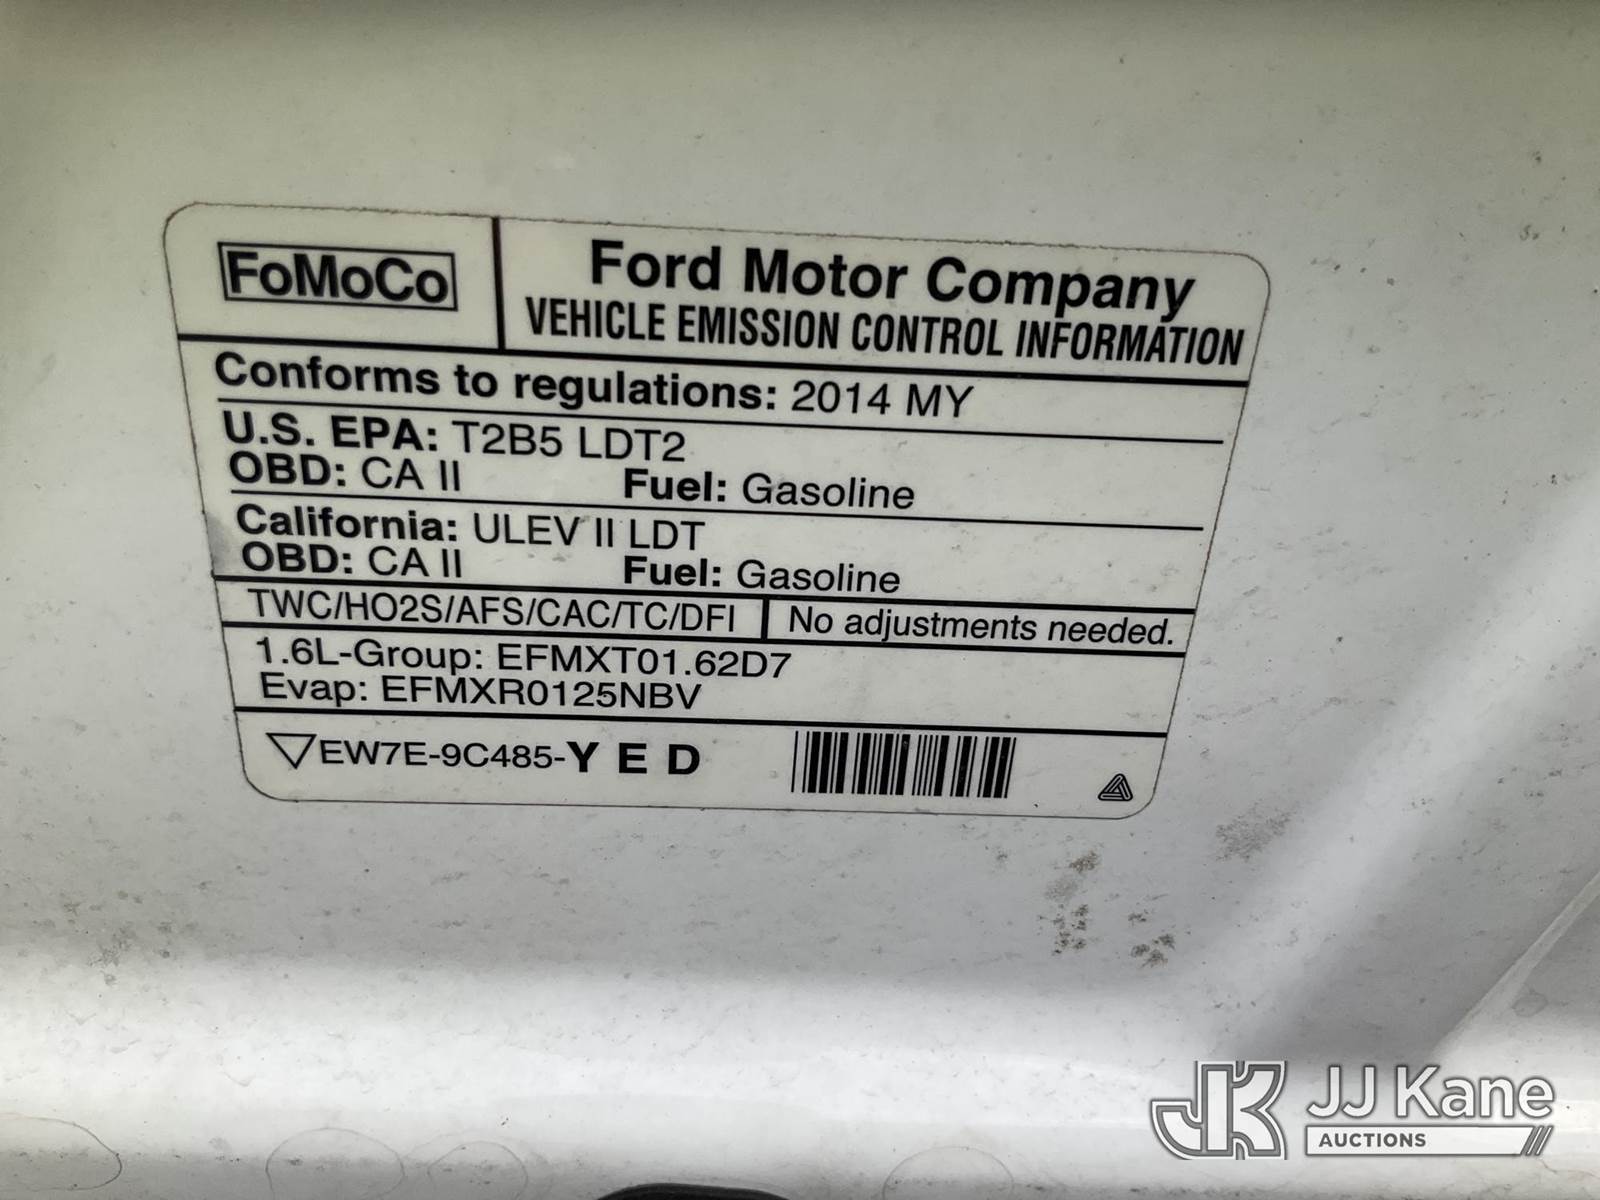 FoMoCo
Ford Motor Company
VEHICLE EMISSION CONTROL INFORMATION
Conforms to regulations: 2014 MY
U.S. EPA: T2B5 LDT2
OBD: CA II Fuel: Gasoline
California: ULEV II LDT
OBD: CA II Fuel: Gasoline
TWC/HO2S/AFS/CAC/TC/DFI No adjustments needed.
1.6L-Group: EFMXT01.62D7
Evap: EFMXR0125NBV
EW7E-9C485-Y E D
JK JJ Kane
AUCTIONS